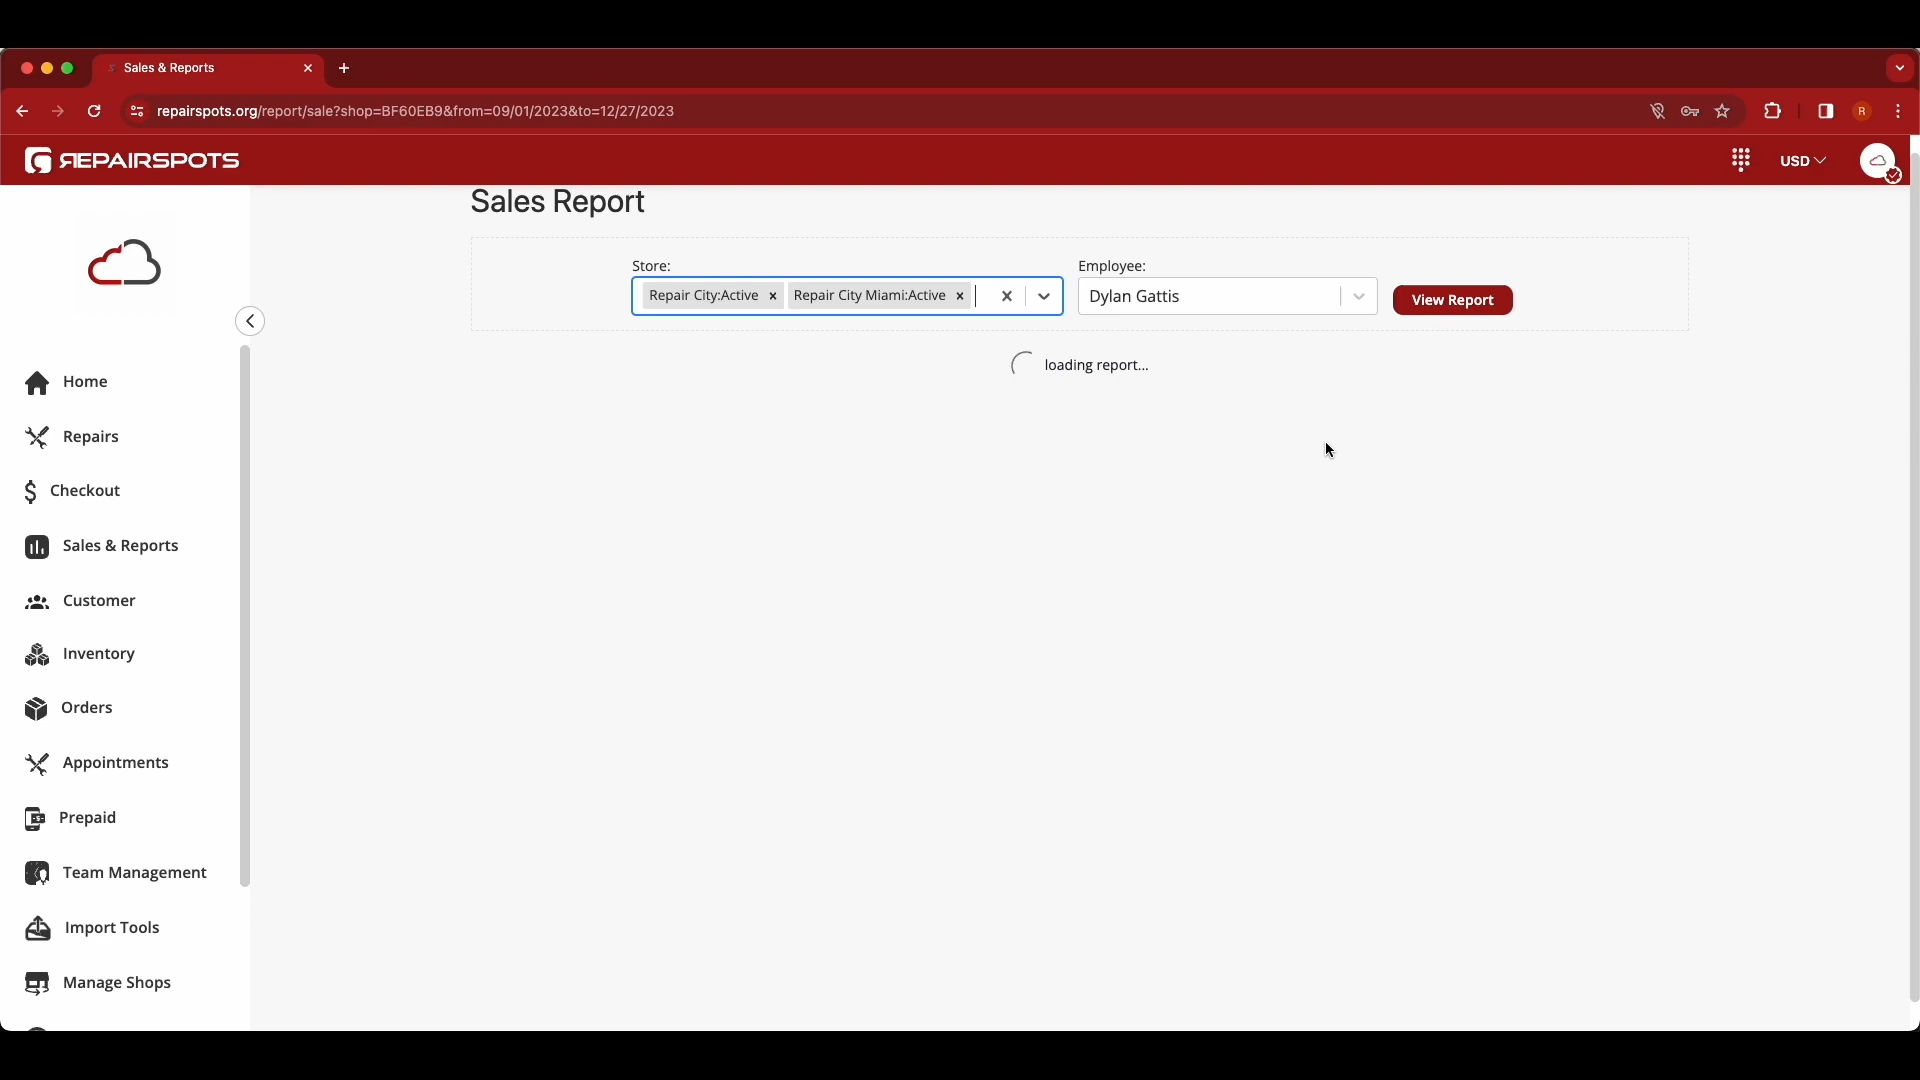 Sales & Reports
repairspots.org/report/sale?shop=BF60EB9&from=09/01/2023&to=12/27/2023
R
REPAIRSPOTS
USD
Sales Report
Store:
Employee:
Repair City:Active
Repair City Miami:Active
Dylan Gattis
View Report
loading report...
Home
Repairs
Checkout
Sales & Reports
Customer
Inventory
Orders
Appointments
Prepaid
Team Management
Import Tools
Manage Shops